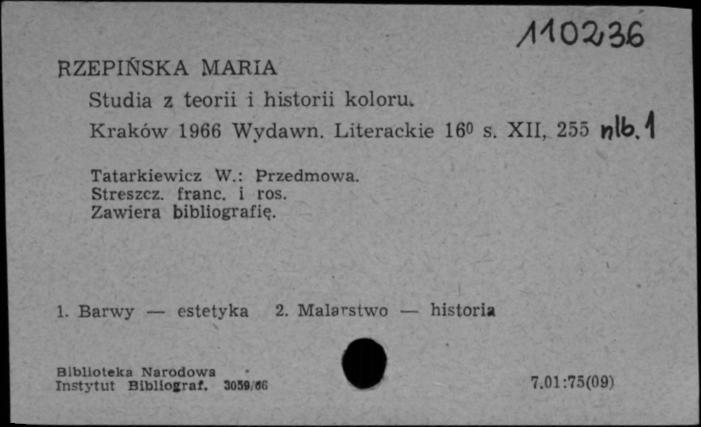 110236
RZEPIŃSKA MARIA
Studia z teorii i historii koloru.
Kraków 1966 Wydawn. Literackie 16⁰ s. XII, 255 nlb. 1
Tatarkiewicz W.: Przedmowa.
Streszcz. franc. i ros.
Zawiera bibliografię.
1. Barwy — estetyka 2. Malarstwo — historia
Biblioteka Narodowa
Instytut Bibliograf. 3059/66
7.01:75(09)